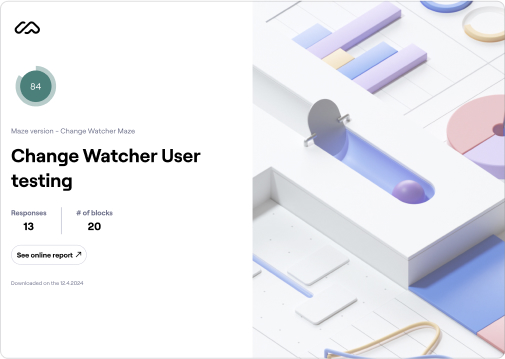 84
Maze version - Change Watcher Maze
Change Watcher User
testing
Responses # of blocks
13 20
See online report
Downloaded on the 12.4.2024